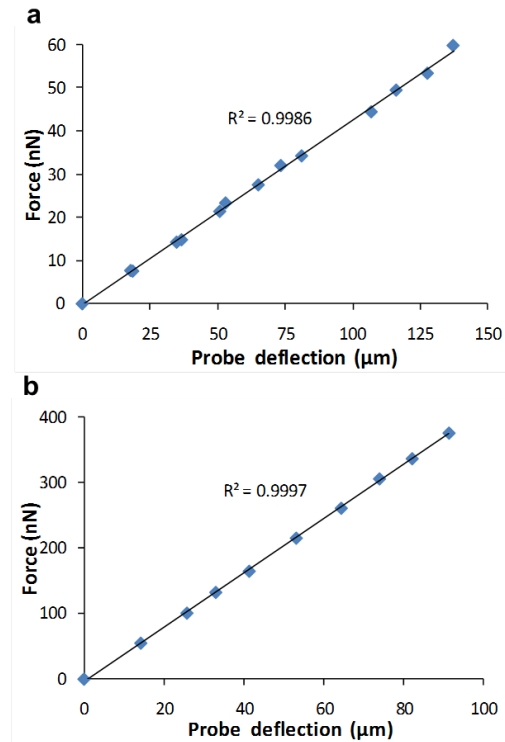 a
60
50
40
30
20
10
0
R² = 0.9986
Force (nN)
0 25 50 75 100 125 150
Probe deflection (µm)
b
400
300
200
100
0
R² = 0.9997
Force (nN)
0 20 40 60 80 100
Probe deflection (µm)